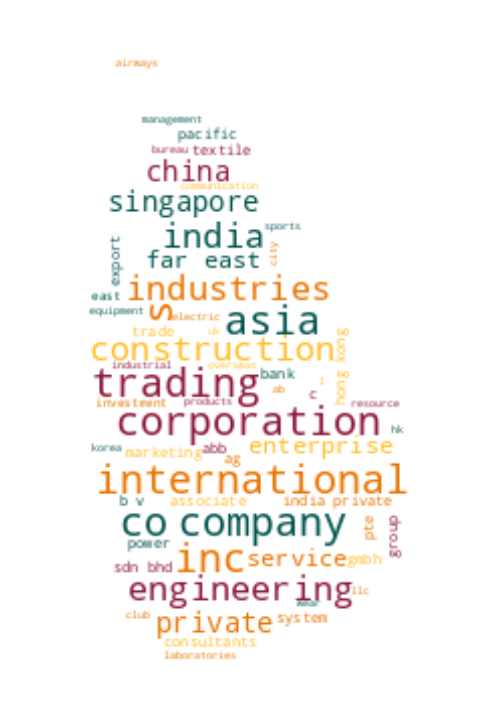 airways
management
pacific
bureau textile
china
communication
singapore
sports
india
export
city
far east
industries
east
equipment
s
electric
asia
trade
uk
construction
hong kong
industrial
overseas
trading
bank
i
ab
c
investment
products
resource
corporation
hk
korea
marketing
abb
enterprise
ag
international
b v
associate
india private
co
company
pte
group
power
inc
service
gmbh
sdn bhd
engineering
llc
wear
club
private
system
consultants
laboratories